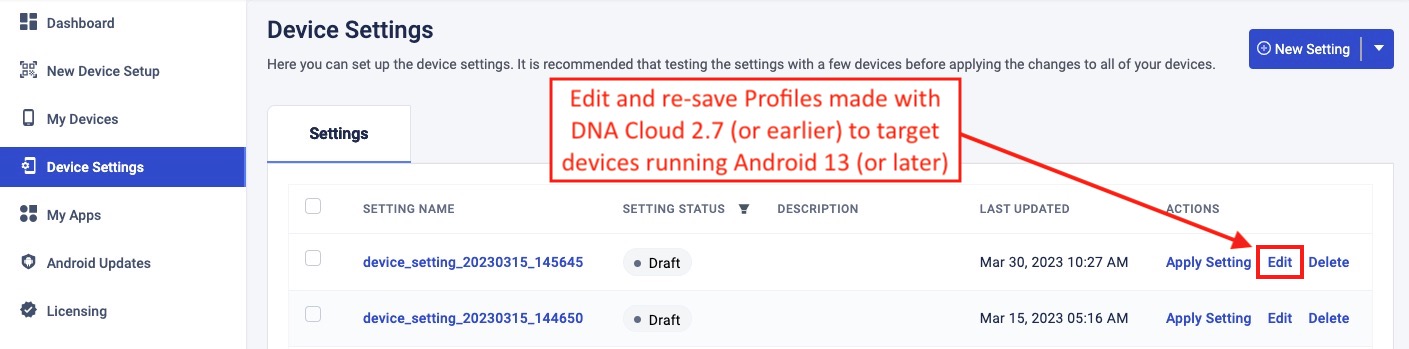 Dashboard
New Device Setup
My Devices
Device Settings
My Apps
Android Updates
Licensing
Device Settings
New Setting
Here you can set up the device settings. It is recommended that testing the settings with a few devices before applying the changes to all of your devices.
Edit and re-save Profiles made with
DNA Cloud 2.7 (or earlier) to target
devices running Android 13 (or later)
Settings
SETTING NAME SETTING STATUS DESCRIPTION LAST UPDATED ACTIONS
device_setting_20230315_145645 Draft Mar 30, 2023 10:27 AM Apply Setting Edit Delete
device_setting_20230315_144650 Draft Mar 15, 2023 05:16 AM Apply Setting Edit Delete